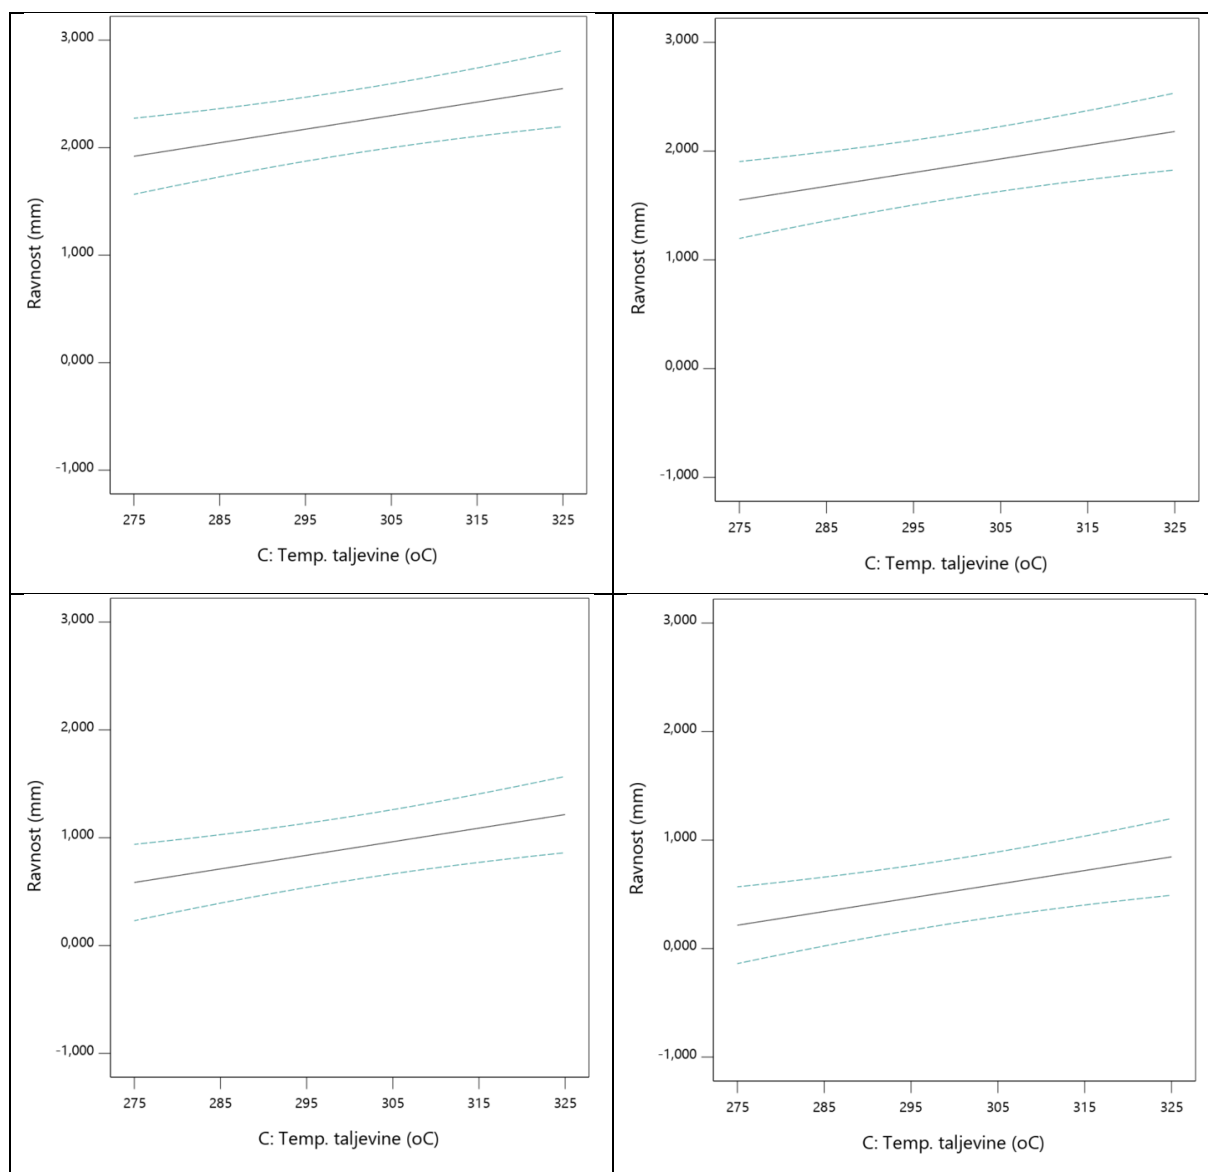 3,000
2,000
1,000
0,000
-1,000
Ravnost (mm)
275 285 295 305 315 325
C: Temp. taljevine (oC)
3,000
2,000
1,000
0,000
-1,000
Ravnost (mm)
275 285 295 305 315 325
C: Temp. taljevine (oC)
3,000
2,000
1,000
0,000
-1,000
Ravnost (mm)
275 285 295 305 315 325
C: Temp. taljevine (oC)
3,000
2,000
1,000
0,000
-1,000
Ravnost (mm)
275 285 295 305 315 325
C: Temp. taljevine (oC)